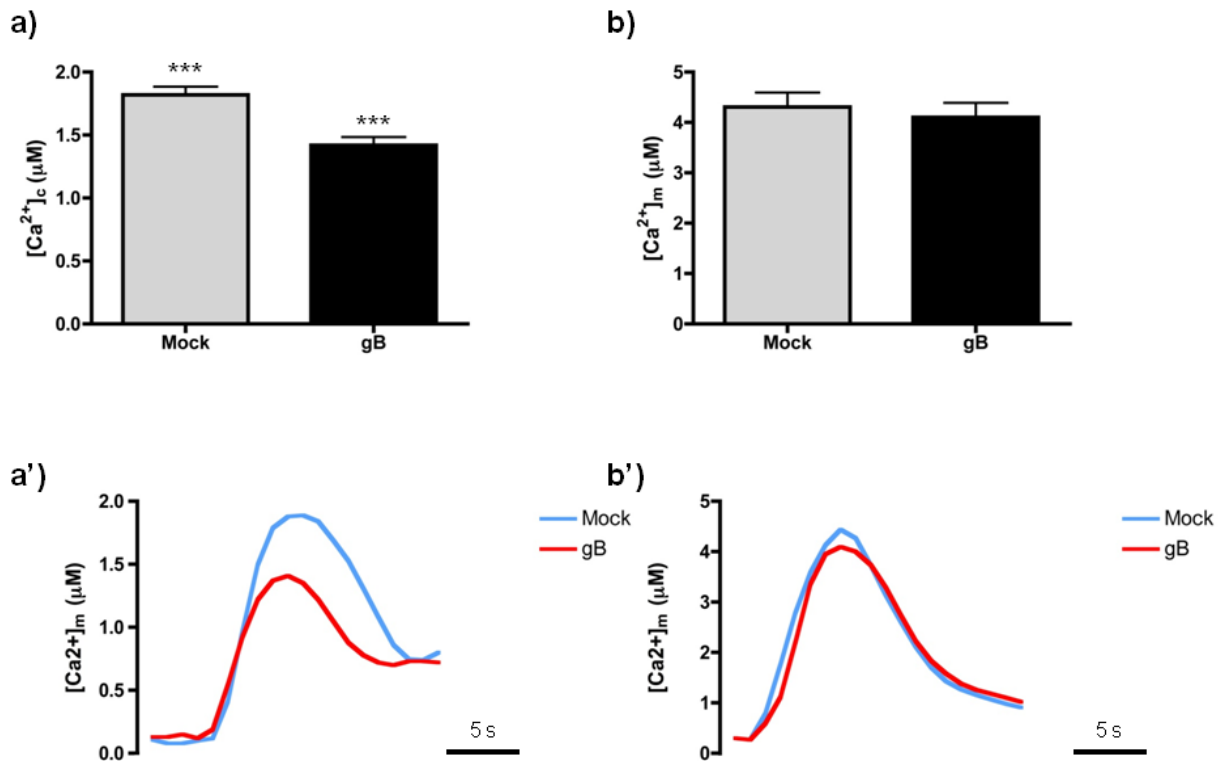 a)
[Ca²⁺]c (μM)
2.0
1.5
1.0
0.5
0.0
***
***
Mock
gB
b)
[Ca²⁺]m (μM)
5
4
3
2
1
0
Mock
gB
a')
[Ca2+]m (μM)
2.0
1.5
1.0
0.5
0.0
Mock
gB
5 s
b')
[Ca2+]m (μM)
5
4
3
2
1
0
Mock
gB
5 s